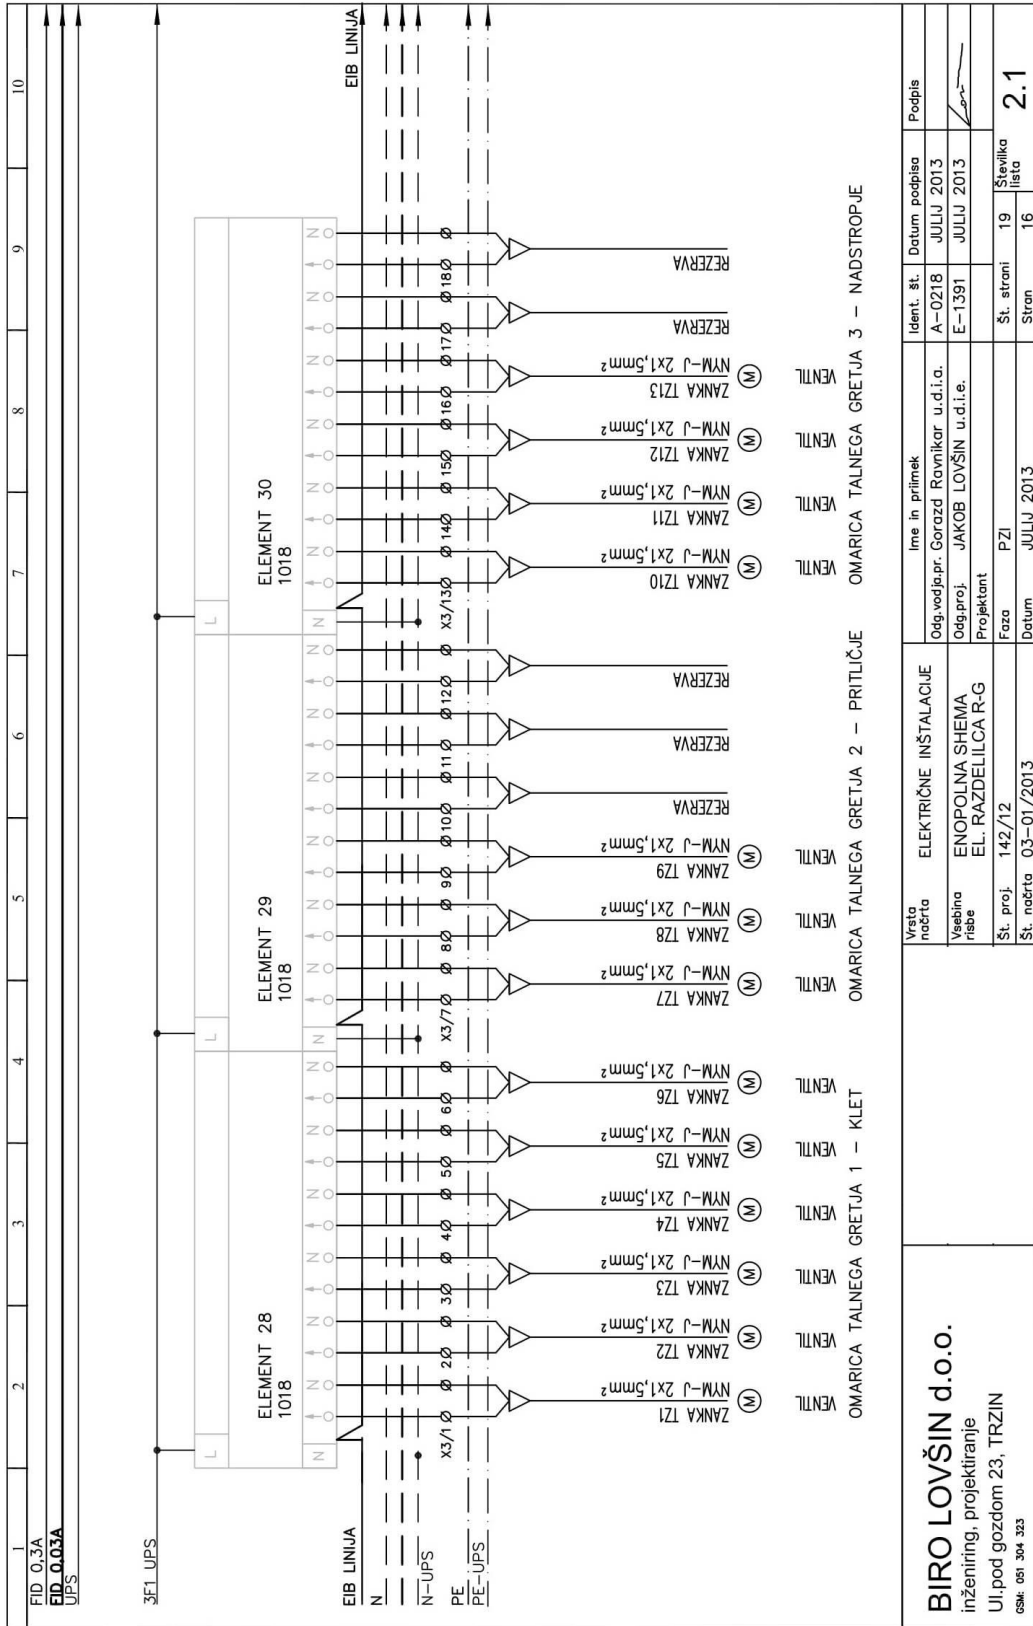 1 2 3 4 5 6 7 8 9 10
FID 0,3A
FID 0,03A
UPS
3F1 UPS
L L L
ELEMENT 28
1018
ELEMENT 29
1018
ELEMENT 30
1018
N O N O N O N O N O N O N
N O N O N O N O N O N O N
N O N O N O N O N O N O N
EIB LINIJA EIB LINIJA
N
N-UPS
X3/1 2 3 4 5 6 X3/7 8 9 10 11 12 X3/13 14 15 16 17 18
PE
PE-UPS
ZANKA TZ1
NYM-J 2x1,5mm²
ZANKA TZ2
NYM-J 2x1,5mm²
ZANKA TZ3
NYM-J 2x1,5mm²
ZANKA TZ4
NYM-J 2x1,5mm²
ZANKA TZ5
NYM-J 2x1,5mm²
ZANKA TZ6
NYM-J 2x1,5mm²
ZANKA TZ7
NYM-J 2x1,5mm²
ZANKA TZ8
NYM-J 2x1,5mm²
ZANKA TZ9
NYM-J 2x1,5mm²
REZERVA
REZERVA
REZERVA
ZANKA TZ10
NYM-J 2x1,5mm²
ZANKA TZ11
NYM-J 2x1,5mm²
ZANKA TZ12
NYM-J 2x1,5mm²
ZANKA TZ13
NYM-J 2x1,5mm²
REZERVA
REZERVA
M M M M M M M M M M M M M
VENTIL VENTIL VENTIL VENTIL VENTIL VENTIL VENTIL VENTIL VENTIL VENTIL VENTIL VENTIL VENTIL
OMARICA TALNEGA GRETJA 1 - KLET
OMARICA TALNEGA GRETJA 2 - PRITLIČJE
OMARICA TALNEGA GRETJA 3 - NADSTROPJE
BIRO LOVŠIN d.o.o.
inženiring, projektiranje
Ul.pod gozdom 23, TRZIN
GSM: 051 304 323
Vrsta načrta ELEKTRIČNE INŠTALACIJE
Vsebina risbe ENOPOLNA SHEMA
EL. RAZDELILCA R-G
Št. proj. 142/12
Št. načrta 03-01/2013
Ime in priimek Ident. št. Datum podpisa Podpis
Odg.vodja.pr. Gorazd Ravnikar u.d.i.a. A-0218 JULIJ 2013
Odg.proj. JAKOB LOVŠIN u.d.i.e. E-1391 JULIJ 2013
Projektant
Faza PZI Št. strani 19 Številka lista 2.1
Datum JULIJ 2013 Stran 16